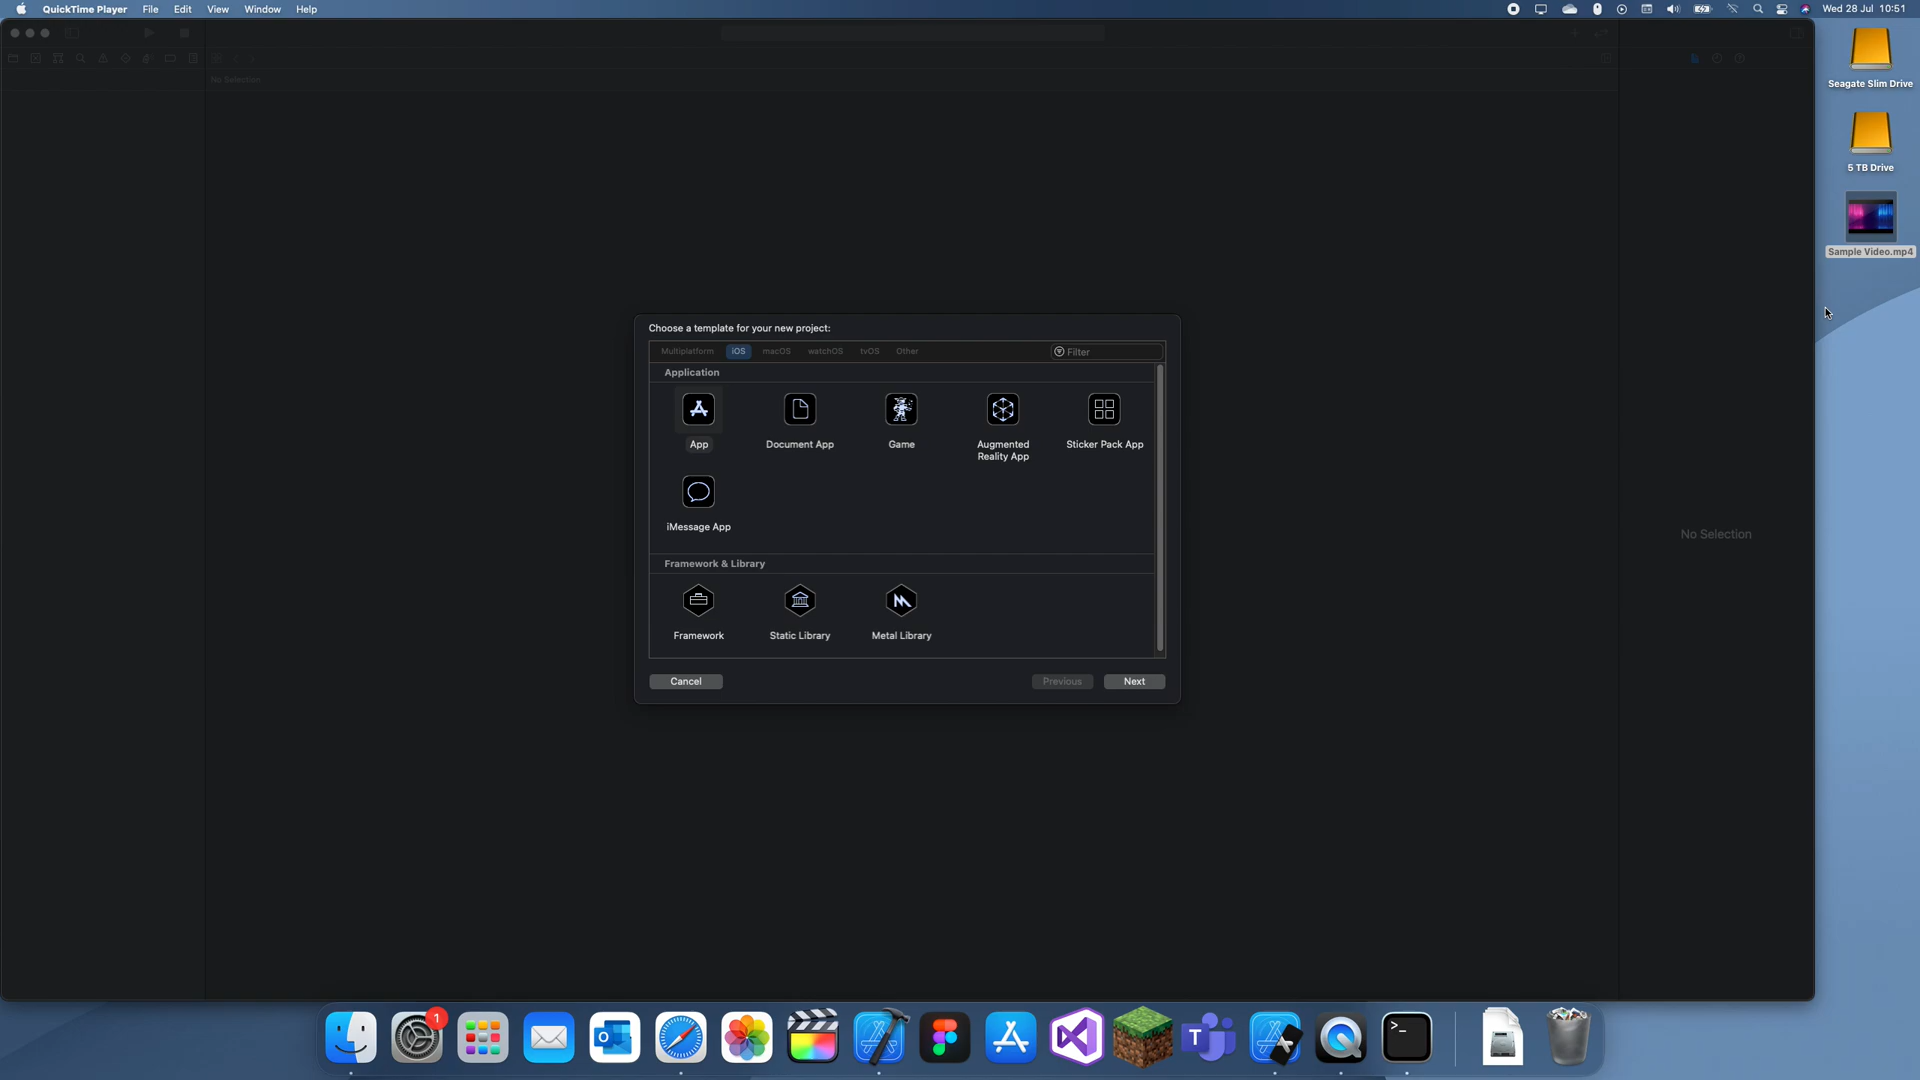 QuickTime Player File Edit View Window Help
Wed 28 Jul 10:51
No Selection
Seagate Slim Drive
5 TB Drive
Sample Video.mp4
Choose a template for your new project:
Multiplatform iOS macOS watchOS tvOS Other Filter
Application
App Document App Game Augmented Reality App Sticker Pack App
iMessage App
Framework & Library
Framework Static Library Metal Library
Cancel Previous Next
No Selection
1
>_
T